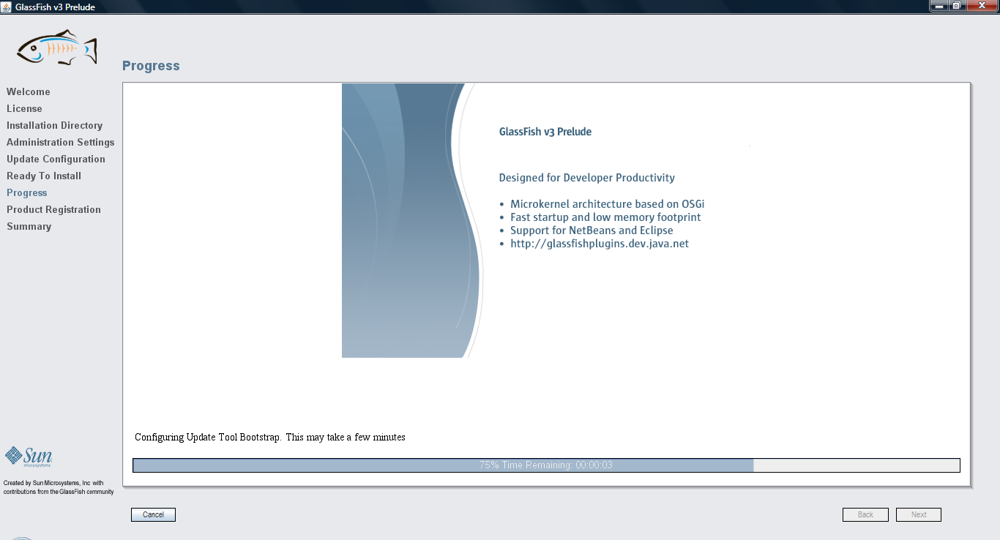 GlassFish v3 Prelude
Progress
Welcome
License
Installation Directory
Administration Settings
Update Configuration
Ready To Install
Progress
Product Registration
Summary
GlassFish v3 Prelude
Designed for Developer Productivity
• Microkernel architecture based on OSGi
• Fast startup and low memory footprint
• Support for NetBeans and Eclipse
• http://glassfishplugins.dev.java.net
Configuring Update Tool Bootstrap. This may take a few minutes
75% Time Remaining: 00:00:03
Sun
microsystems
Created by Sun Microsystems, Inc with
contributions from the GlassFish community
Cancel
Back
Next